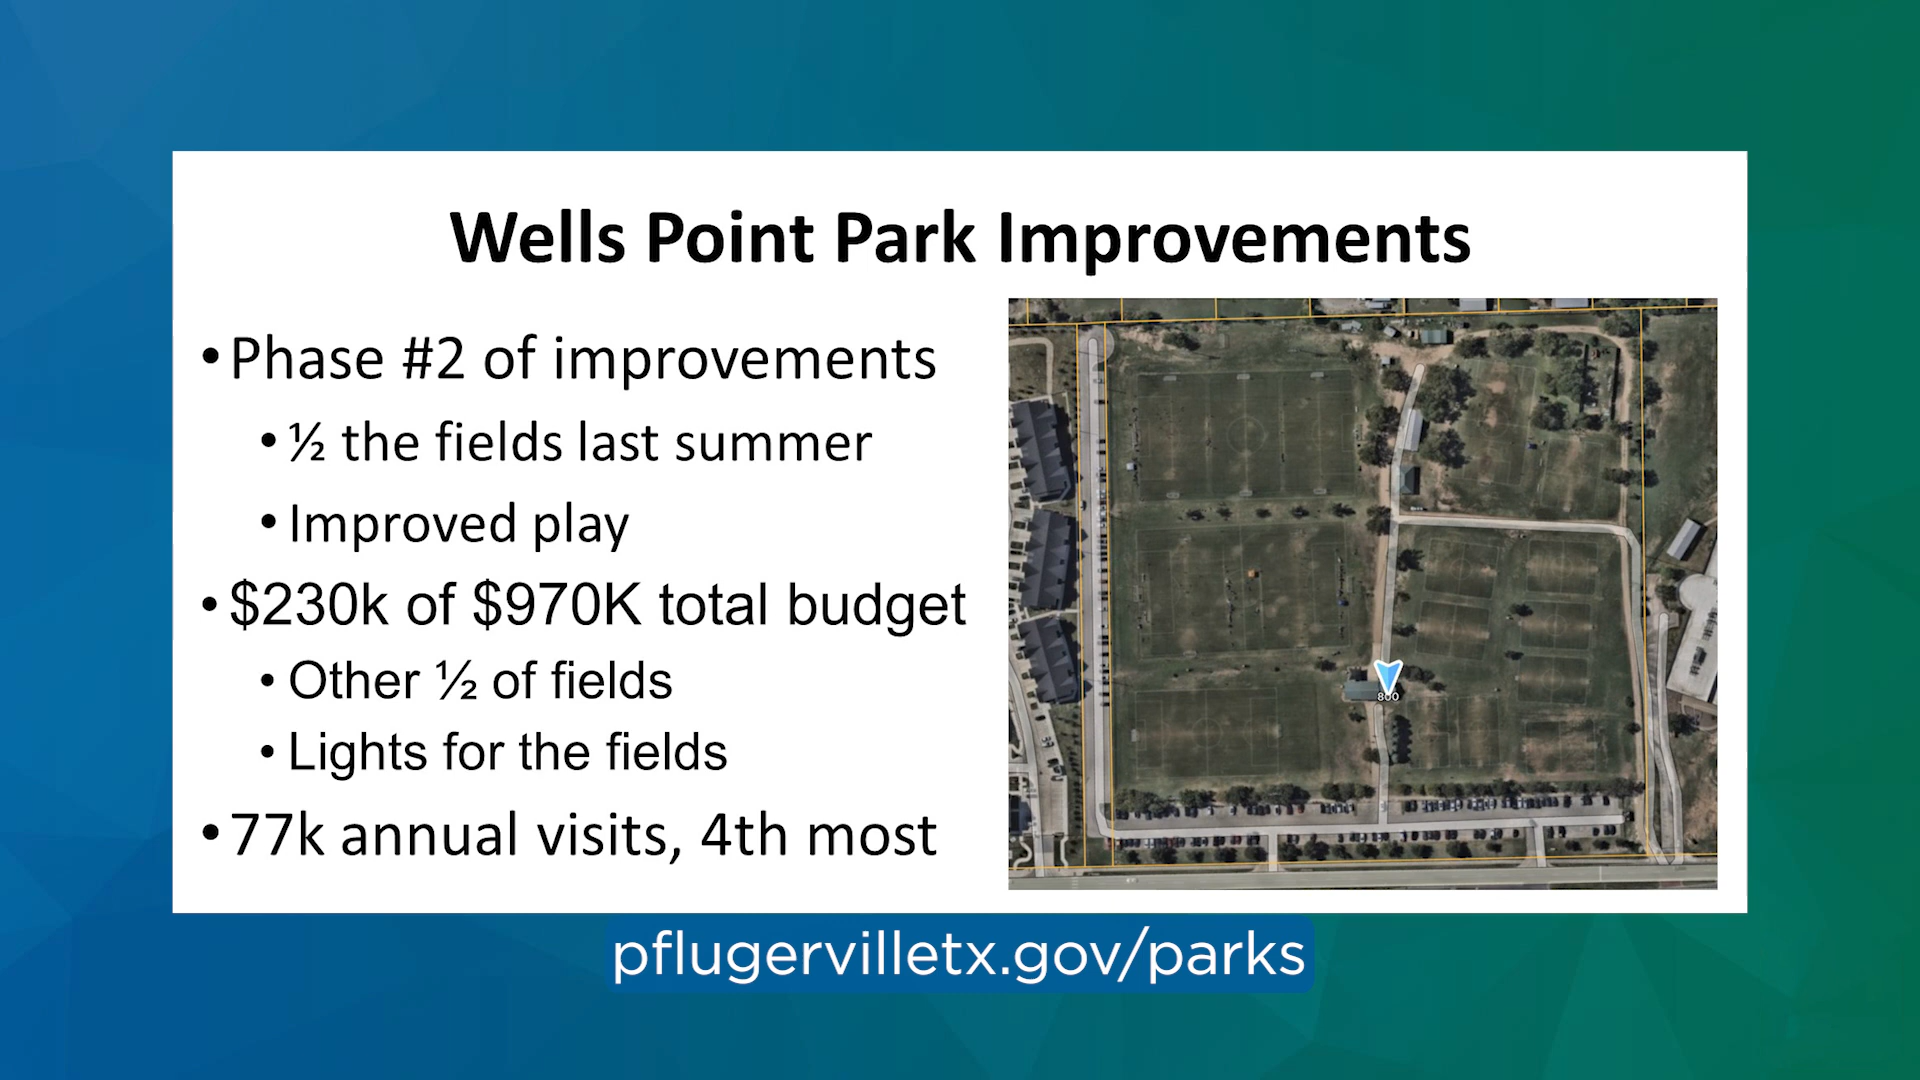 Wells Point Park Improvements
•Phase #2 of improvements
•½ the fields last summer
•Improved play
•$230k of $970K total budget
•Other ½ of fields
•Lights for the fields
•77k annual visits, 4th most
800
pflugervilletx.gov/parks